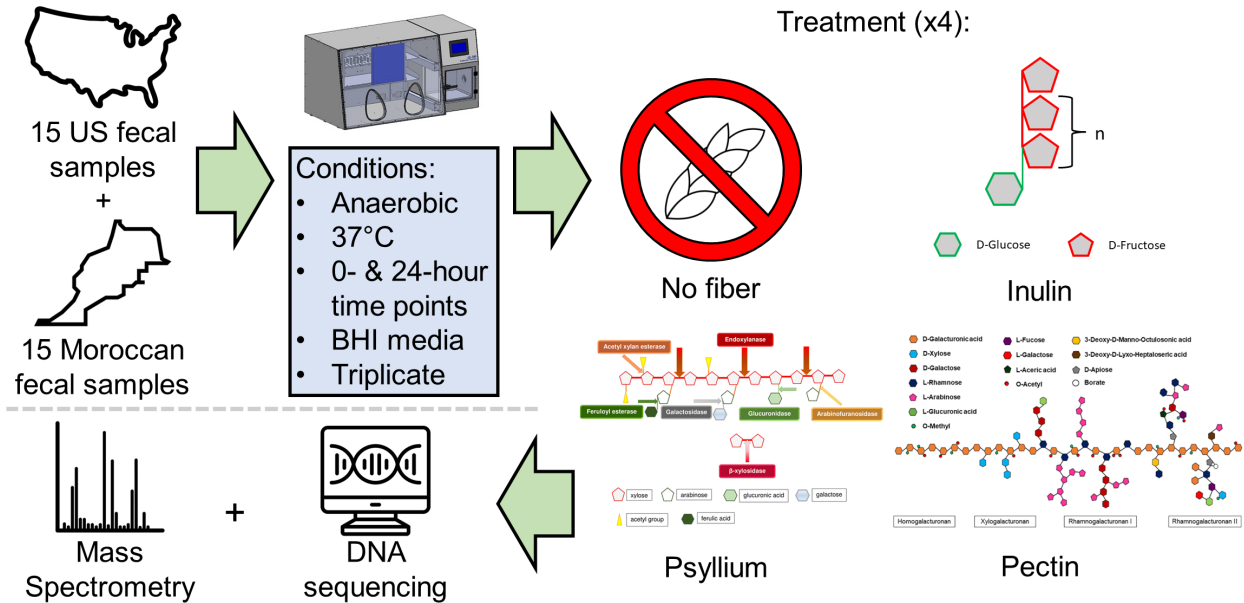 Treatment (x4):
15 US fecal
samples
+
15 Moroccan
fecal samples
Conditions:
• Anaerobic
• 37°C
• 0- & 24-hour
time points
• BHI media
• Triplicate
No fiber
n
D-Glucose
D-Fructose
Inulin
Acetyl xylan esterase
Endoxylanase
Feruloyl esterase
Galactosidase
Glucuronidase
Arabinofuranosidase
β-xylosidase
xylose
arabinose
glucuronic acid
galactose
acetyl group
ferulic acid
Psyllium
D-Galacturonic acid
D-Xylose
D-Galactose
L-Rhamnose
L-Arabinose
L-Glucuronic acid
O-Methyl
L-Fucose
L-Galactose
L-Aceric acid
O-Acetyl
3-Deoxy-D-Manno-Octulosonic acid
3-Deoxy-D-Lyxo-Heptaloseric acid
D-Apiose
Borate
Homogalacturonan
Xylogalacturonan
Rhamnogalacturonan I
Rhamnogalacturonan II
Pectin
Mass
Spectrometry
+
DNA
sequencing